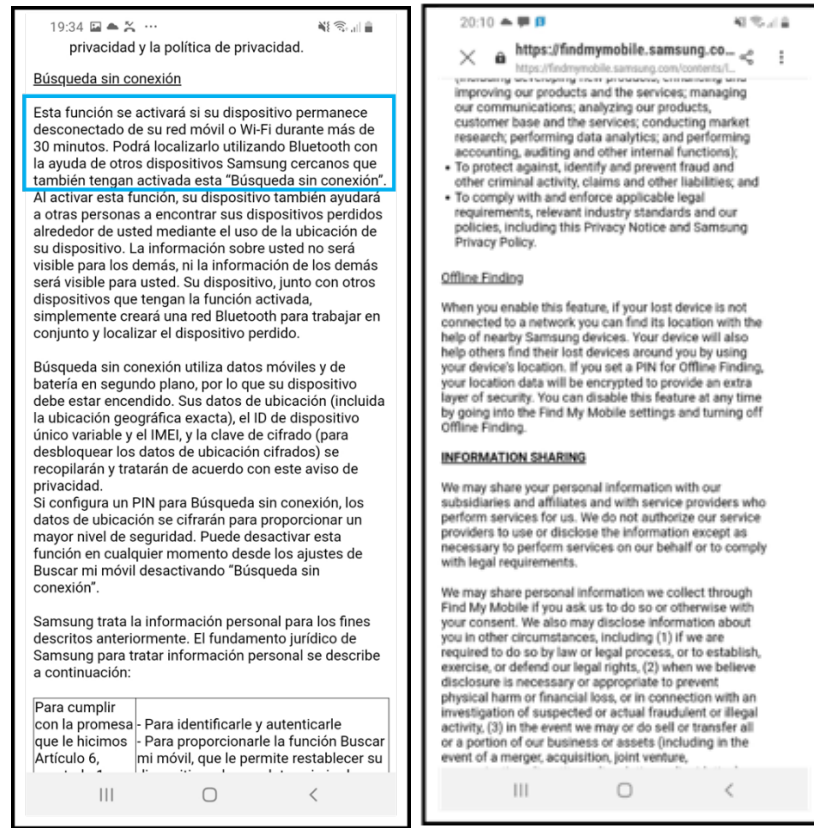 19:34
privacidad y la política de privacidad.
Búsqueda sin conexión
Esta función se activará si su dispositivo permanece
desconectado de su red móvil o Wi-Fi durante más de
30 minutos. Podrá localizarlo utilizando Bluetooth con
la ayuda de otros dispositivos Samsung cercanos que
también tengan activada esta “Búsqueda sin conexión”.
Al activar esta función, su dispositivo también ayudará
a otras personas a encontrar sus dispositivos perdidos
alrededor de usted mediante el uso de la ubicación de
su dispositivo. La información sobre usted no será
visible para los demás, ni la información de los demás
será visible para usted. Su dispositivo, junto con otros
dispositivos que tengan la función activada,
simplemente creará una red Bluetooth para trabajar en
conjunto y localizar el dispositivo perdido.
Búsqueda sin conexión utiliza datos móviles y de
batería en segundo plano, por lo que su dispositivo
debe estar encendido. Sus datos de ubicación (incluida
la ubicación geográfica exacta), el ID de dispositivo
único variable y el IMEI, y la clave de cifrado (para
desbloquear los datos de ubicación cifrados) se
recopilarán y tratarán de acuerdo con este aviso de
privacidad.
Si configura un PIN para Búsqueda sin conexión, los
datos de ubicación se cifrarán para proporcionar un
mayor nivel de seguridad. Puede desactivar esta
función en cualquier momento desde los ajustes de
Buscar mi móvil desactivando “Búsqueda sin
conexión”.
Samsung trata la información personal para los fines
descritos anteriormente. El fundamento jurídico de
Samsung para tratar información personal se describe
a continuación:
Para cumplir
con la promesa
que le hicimos
Artículo 6,
- Para identificarle y autenticarle
- Para proporcionarle la función Buscar
mi móvil, que le permite restablecer su
20:10
https://findmymobile.samsung.co...
https://findmymobile.samsung.com/contents/l...
(including developing new products, enhancing and
improving our products and the services; managing
our communications; analyzing our products,
customer base and the services; conducting market
research; performing data analytics; and performing
accounting, auditing and other internal functions);
• To protect against, identify and prevent fraud and
other criminal activity, claims and other liabilities; and
• To comply with and enforce applicable legal
requirements, relevant industry standards and our
policies, including this Privacy Notice and Samsung
Privacy Policy.
Offline Finding
When you enable this feature, if your lost device is not
connected to a network you can find its location with the
help of nearby Samsung devices. Your device will also
help others find their lost devices around you by using
your device's location. If you set a PIN for Offline Finding,
your location data will be encrypted to provide an extra
layer of security. You can disable this feature at any time
by going into the Find My Mobile settings and turning off
Offline Finding.
INFORMATION SHARING
We may share your personal information with our
subsidiaries and affiliates and with service providers who
perform services for us. We do not authorize our service
providers to use or disclose the information except as
necessary to perform services on our behalf or to comply
with legal requirements.
We may share personal information we collect through
Find My Mobile if you ask us to do so or otherwise with
your consent. We also may disclose information about
you in other circumstances, including (1) if we are
required to do so by law or legal process, or to establish,
exercise, or defend our legal rights, (2) when we believe
disclosure is necessary or appropriate to prevent
physical harm or financial loss, or in connection with an
investigation of suspected or actual fraudulent or illegal
activity, (3) in the event we may or do sell or transfer all
or a portion of our business or assets (including in the
event of a merger, acquisition, joint venture,